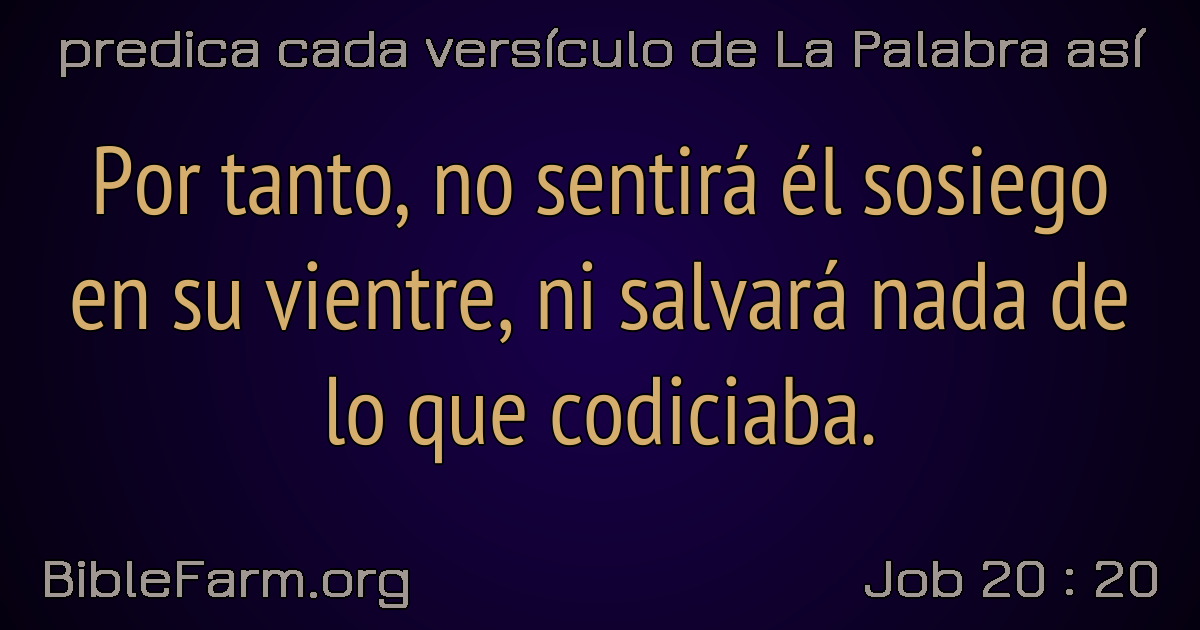 predica cada versículo de La Palabra así
Por tanto, no sentirá él sosiego
en su vientre, ni salvará nada de
lo que codiciaba.
BibleFarm.org
Job 20 : 20